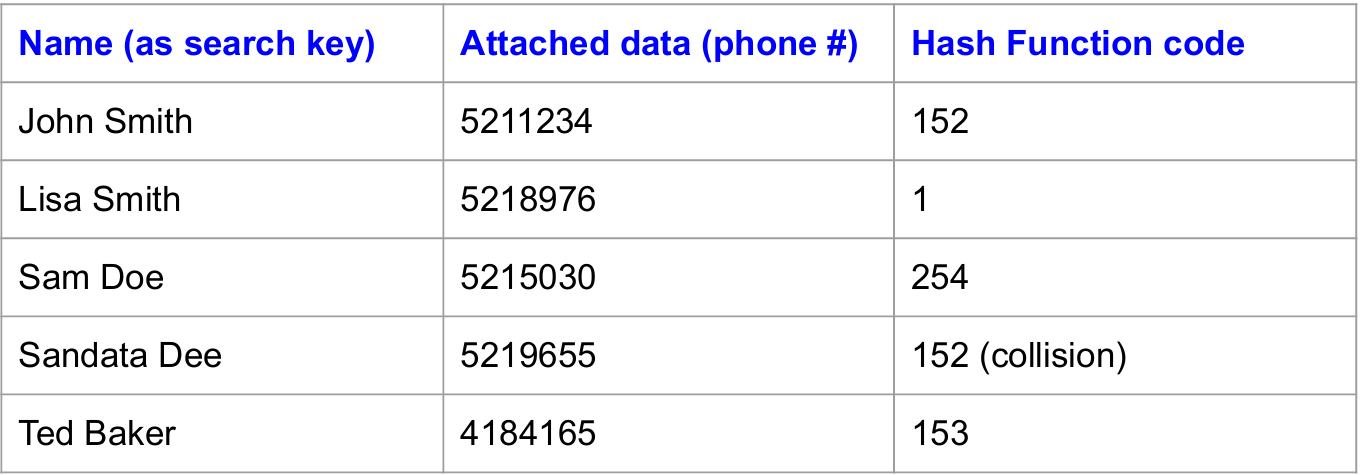 Name (as search key) Attached data (phone #) Hash Function code
John Smith 5211234 152
Lisa Smith 5218976 1
Sam Doe 5215030 254
Sandata Dee 5219655 152 (collision)
Ted Baker 4184165 153